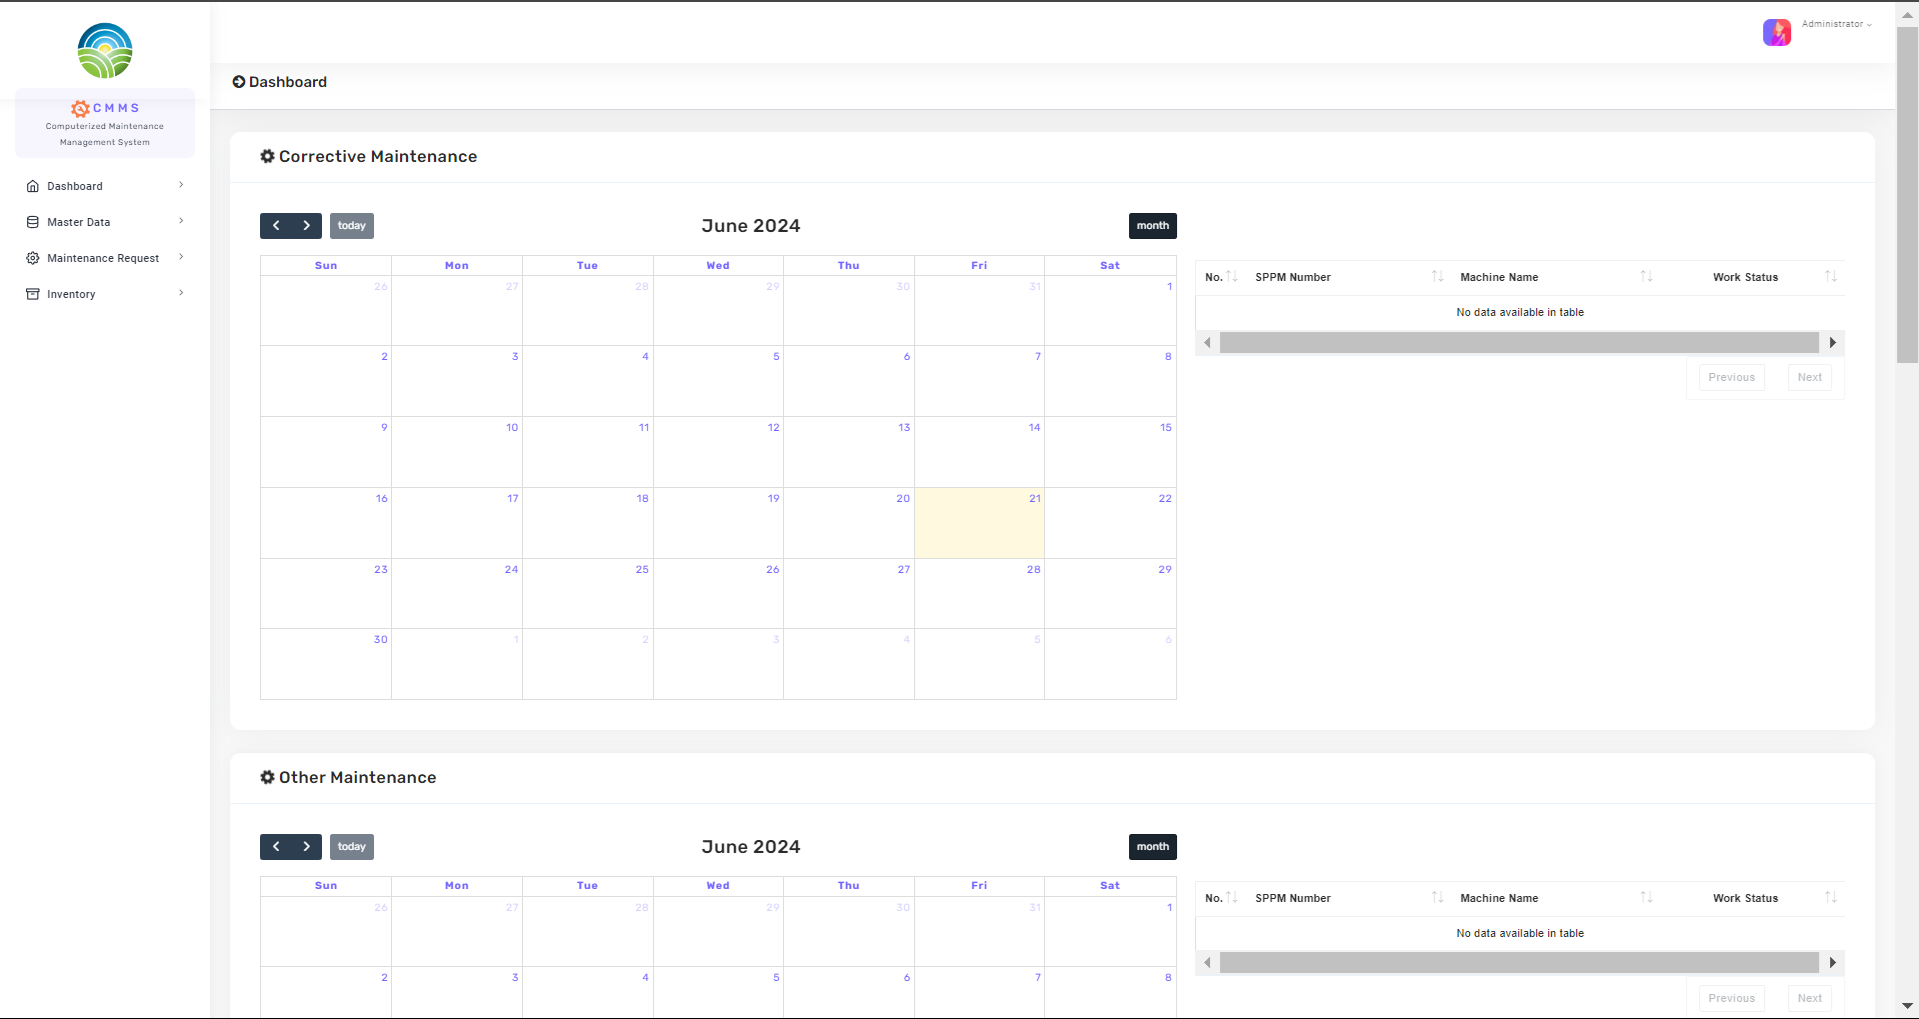 Administrator
Dashboard
CMMS
Computerized Maintenance
Management System
Dashboard
Master Data
Maintenance Request
Inventory
Corrective Maintenance
today
June 2024
month
Sun Mon Tue Wed Thu Fri Sat
26 27 28 29 30 31 1
2 3 4 5 6 7 8
9 10 11 12 13 14 15
16 17 18 19 20 21 22
23 24 25 26 27 28 29
30 1 2 3 4 5 6
No. SPPM Number Machine Name Work Status
No data available in table
Previous Next
Other Maintenance
today
June 2024
month
Sun Mon Tue Wed Thu Fri Sat
26 27 28 29 30 31 1
2 3 4 5 6 7 8
No. SPPM Number Machine Name Work Status
No data available in table
Previous Next